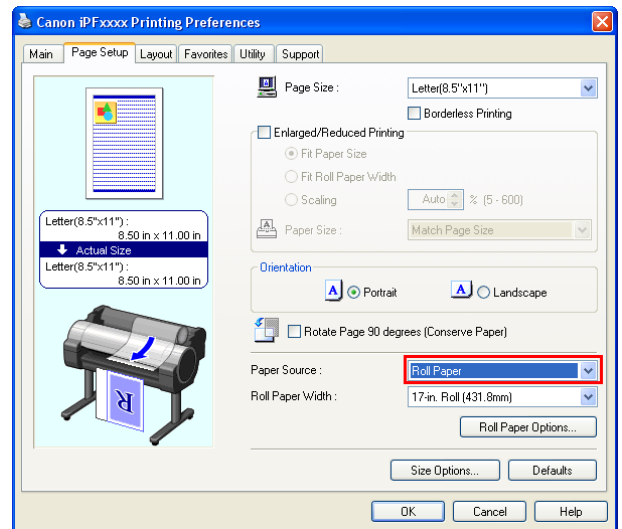 Canon iPFxxxx Printing Preferences
Main Page Setup Layout Favorites Utility Support
Page Size : Letter(8.5"x11")
Borderless Printing
Enlarged/Reduced Printing
Fit Paper Size
Fit Roll Paper Width
Scaling Auto % (5 - 600)
Paper Size : Match Page Size
Letter(8.5"x11") :
8.50 in x 11.00 in
Actual Size
Letter(8.5"x11") :
8.50 in x 11.00 in
Orientation
A Portrait A Landscape
Rotate Page 90 degrees (Conserve Paper)
Paper Source : Roll Paper
Roll Paper Width : 17-in. Roll (431.8mm)
Roll Paper Options...
R
Size Options... Defaults
OK Cancel Help